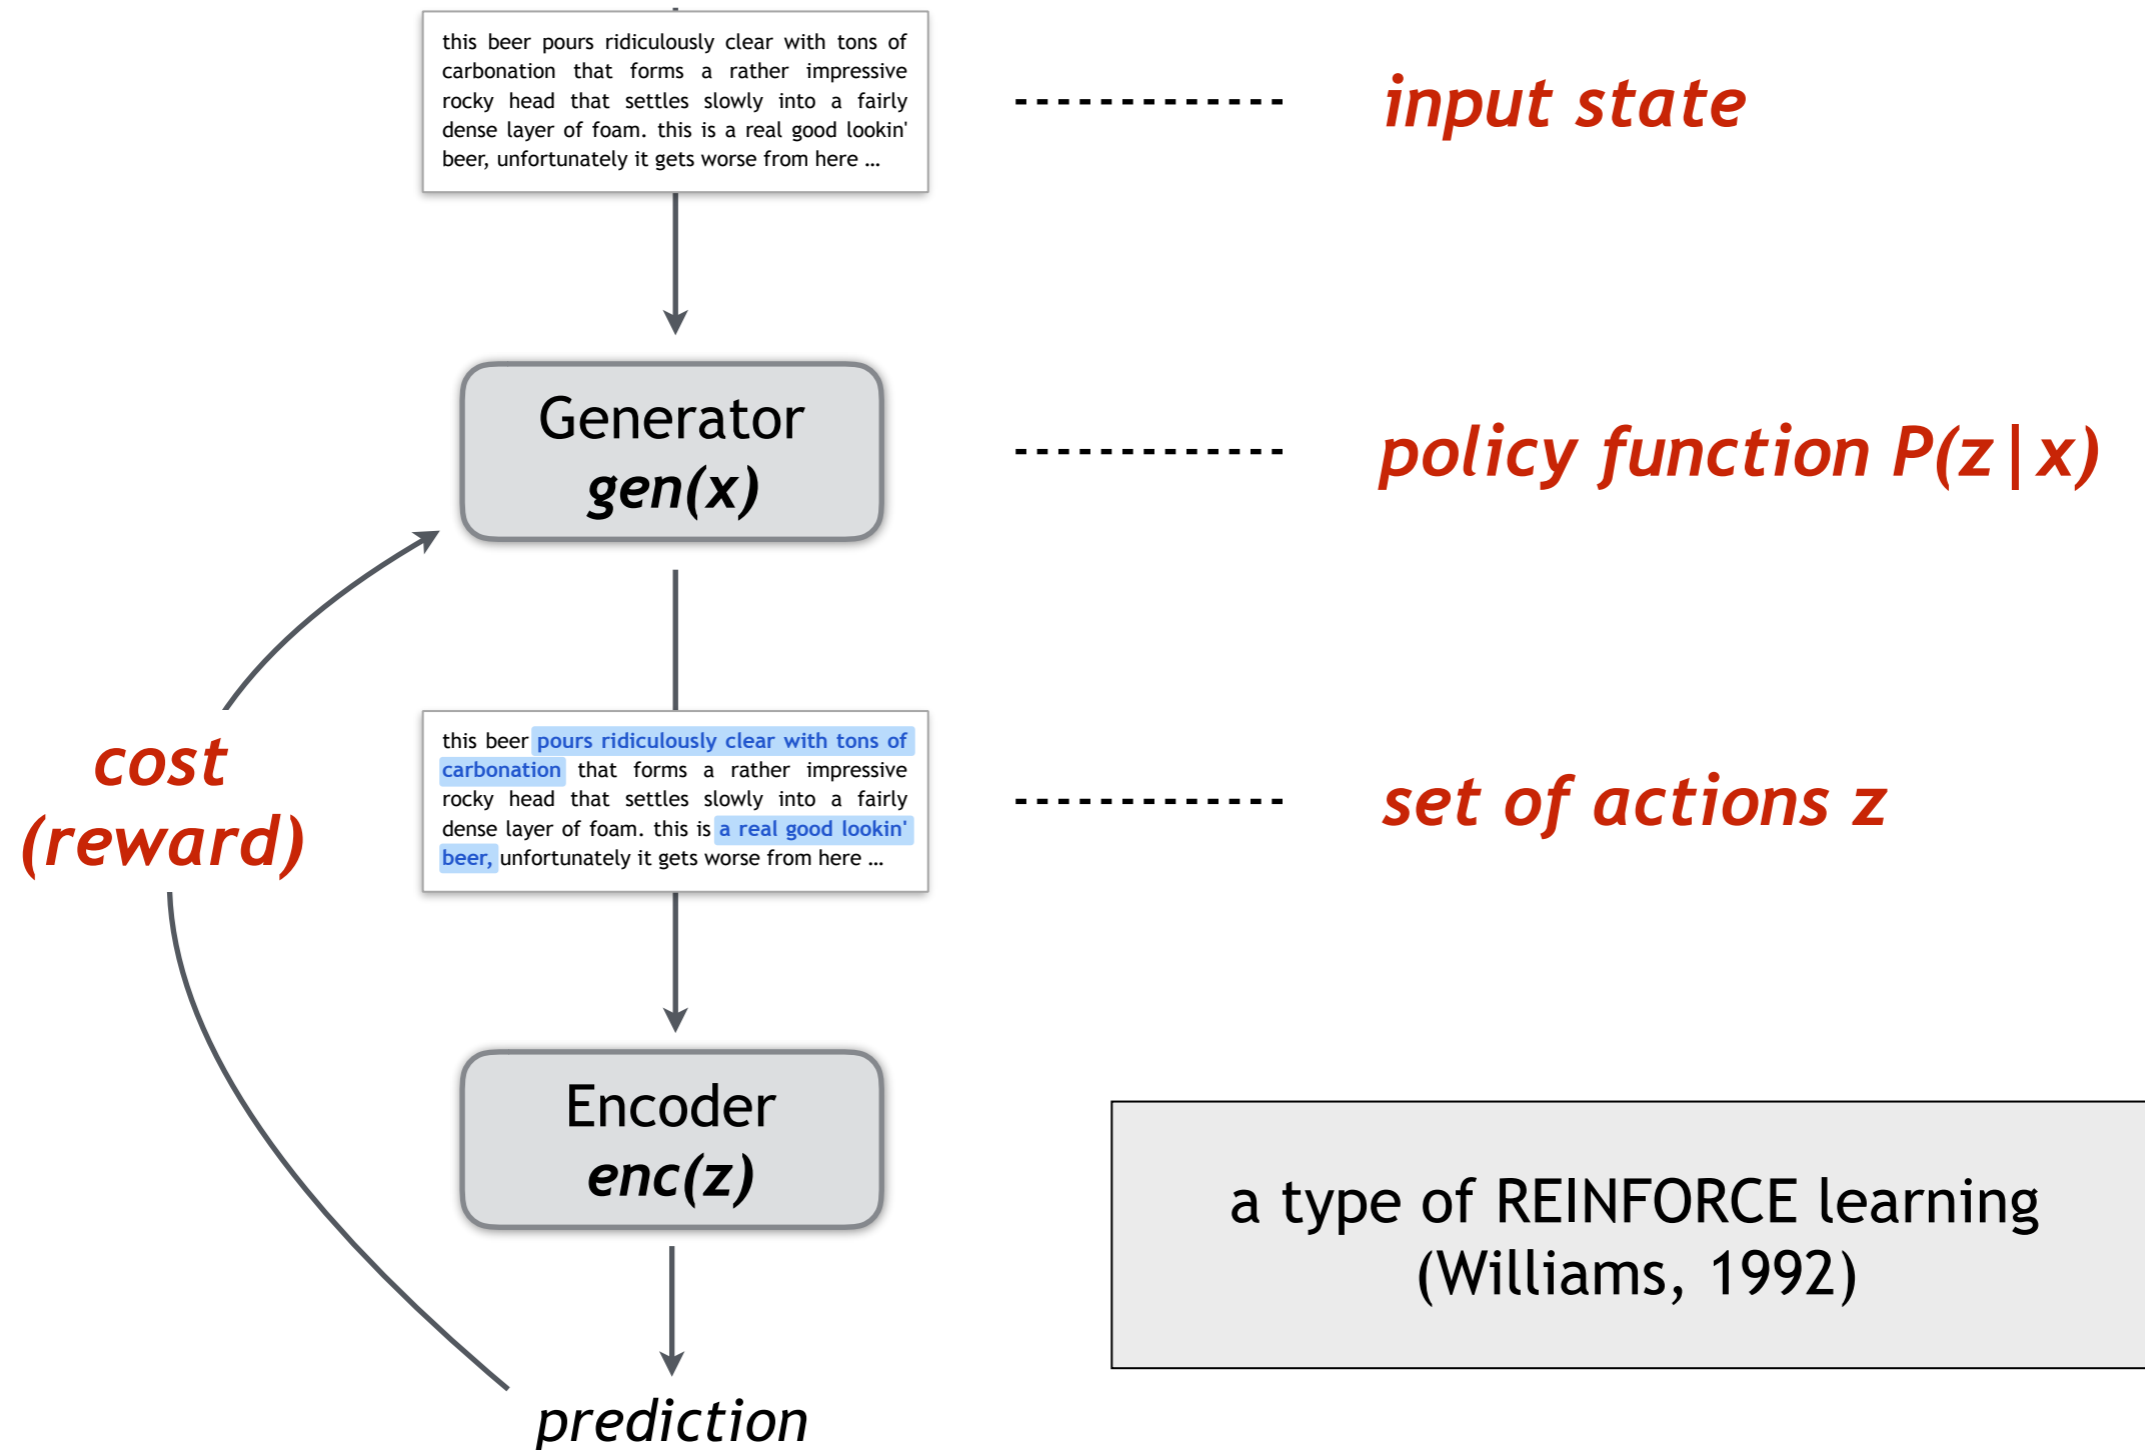 this beer pours ridiculously clear with tons of
carbonation that forms a rather impressive
rocky head that settles slowly into a fairly
dense layer of foam. this is a real good lookin'
beer, unfortunately it gets worse from here ...
input state
Generator
gen(x)
policy function P(z|x)
cost
(reward)
this beer pours ridiculously clear with tons of
carbonation that forms a rather impressive
rocky head that settles slowly into a fairly
dense layer of foam. this is a real good lookin'
beer, unfortunately it gets worse from here ...
set of actions z
Encoder
enc(z)
a type of REINFORCE learning
(Williams, 1992)
prediction